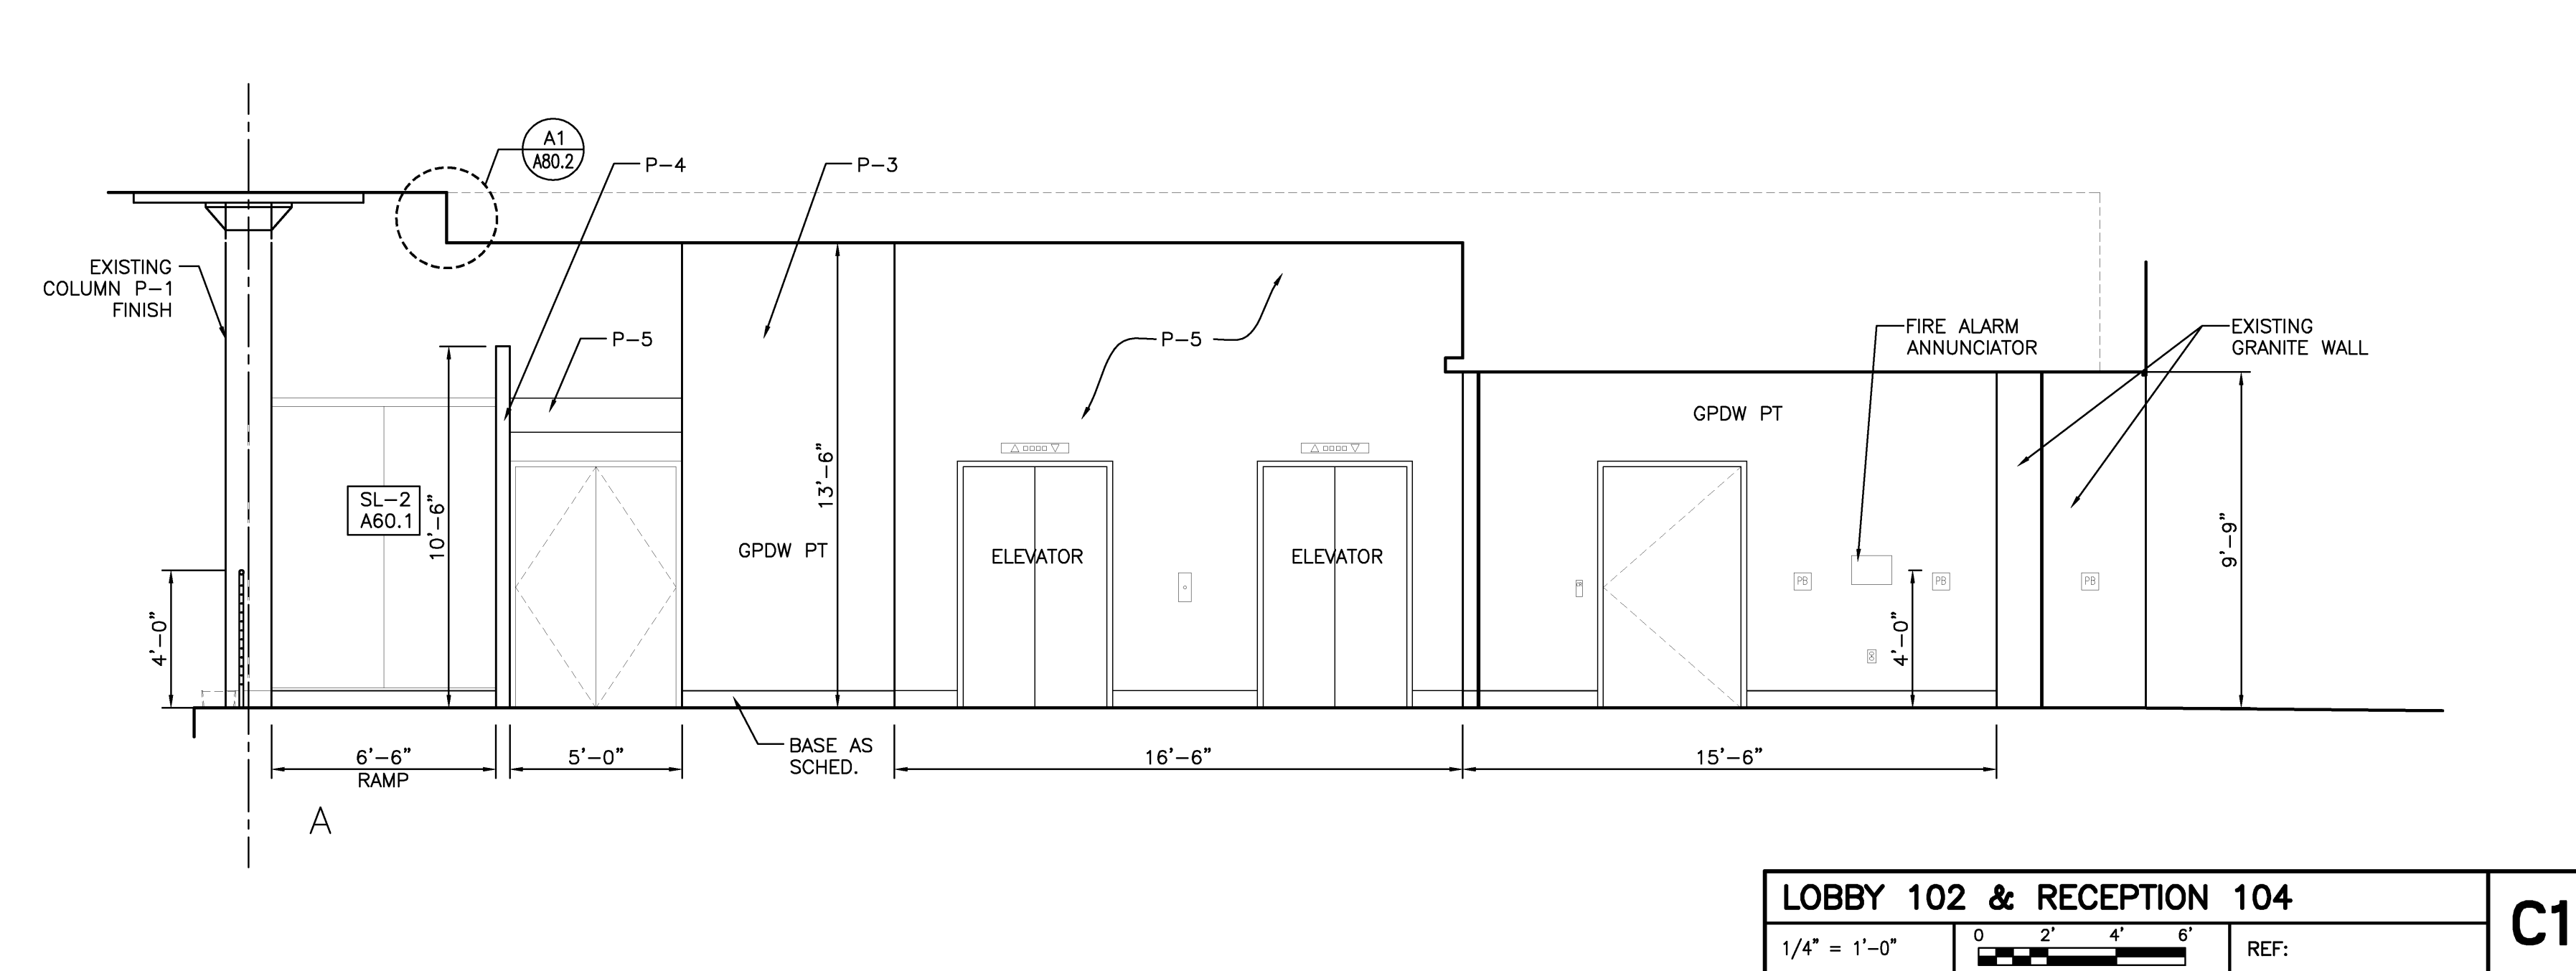 A1
A80.2
P-4
P-3
EXISTING
COLUMN P-1
FINISH
P-5
P-5
FIRE ALARM
ANNUNCIATOR
EXISTING
GRANITE WALL
GPDW PT
SL-2
A60.1
10'-6"
13'-6"
GPDW PT
ELEVATOR
ELEVATOR
PB
PB
PB
9'-9"
4'-0"
4'-0"
6'-6"
RAMP
5'-0"
BASE AS
SCHED.
16'-6"
15'-6"
A
LOBBY 102 & RECEPTION 104
C1
1/4" = 1'-0"
0 2' 4' 6'
REF: